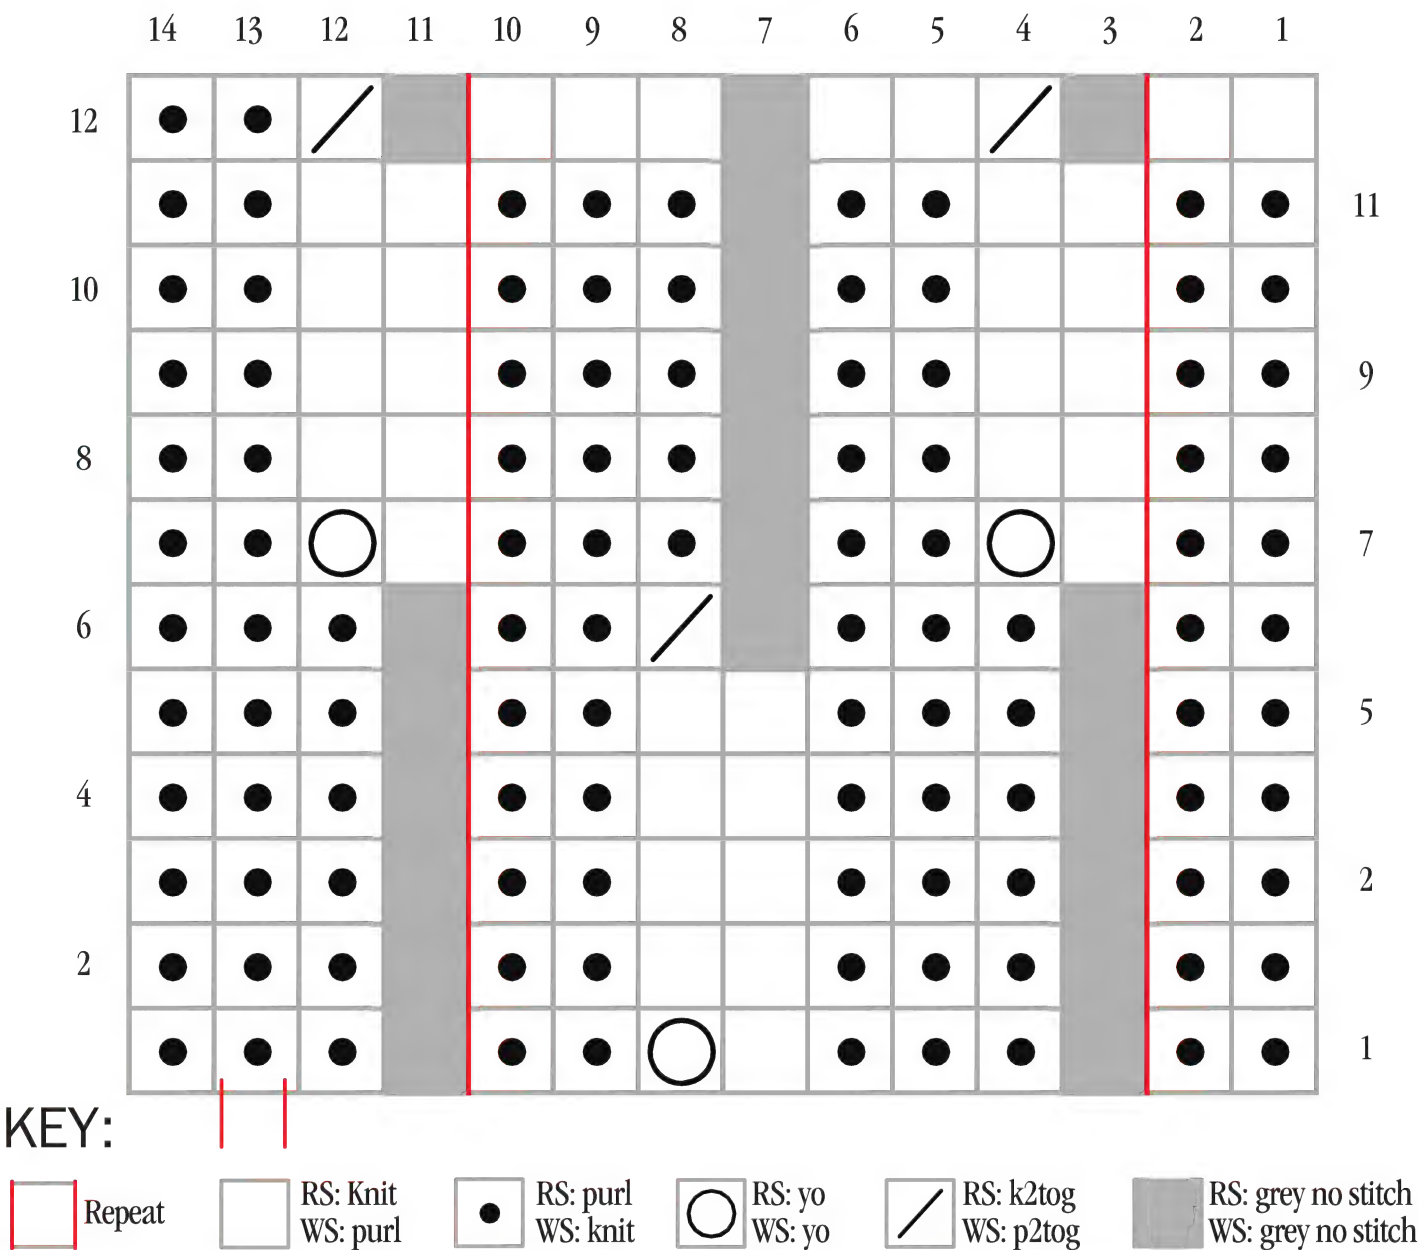 14 13 12 11 10 9 8 7 6 5 4 3 2 1
12
11
10
9
8
7
6
5
4
2
2
1
KEY:
Repeat
RS: Knit
WS: purl
RS: purl
WS: knit
RS: yo
WS: yo
RS: k2tog
WS: p2tog
RS: grey no stitch
WS: grey no stitch